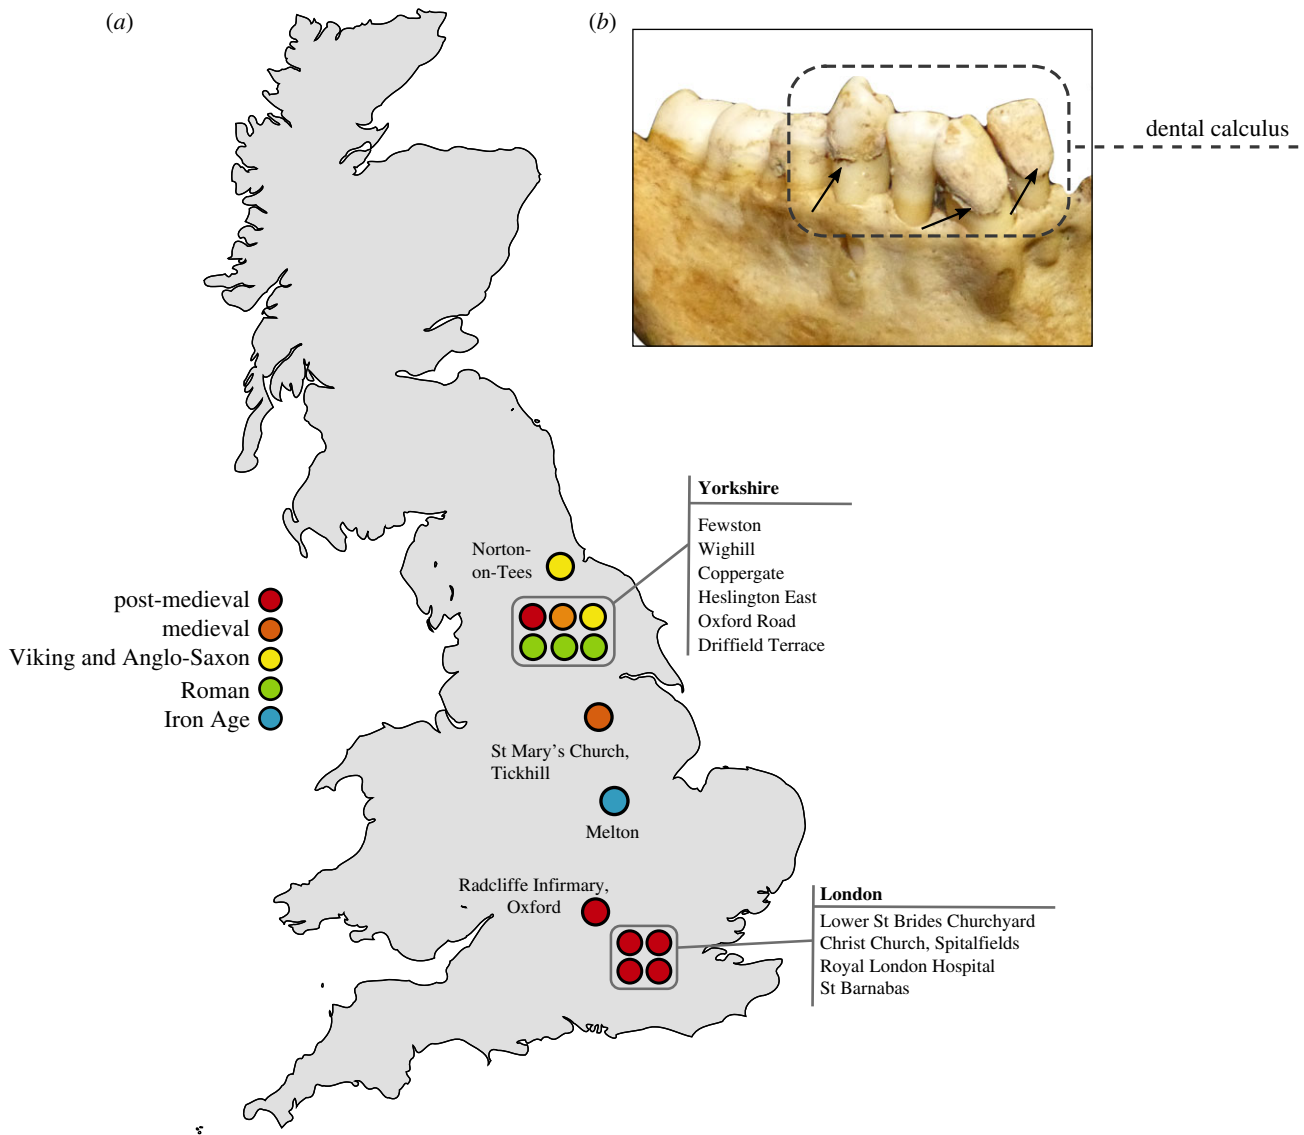 (a)
(b)
dental calculus
Yorkshire
Fewston
Wighill
Coppergate
Heslington East
Oxford Road
Driffield Terrace
Norton-
on-Tees
post-medieval
medieval
Viking and Anglo-Saxon
Roman
Iron Age
St Mary's Church,
Tickhill
Melton
Radcliffe Infirmary,
Oxford
London
Lower St Brides Churchyard
Christ Church, Spitalfields
Royal London Hospital
St Barnabas